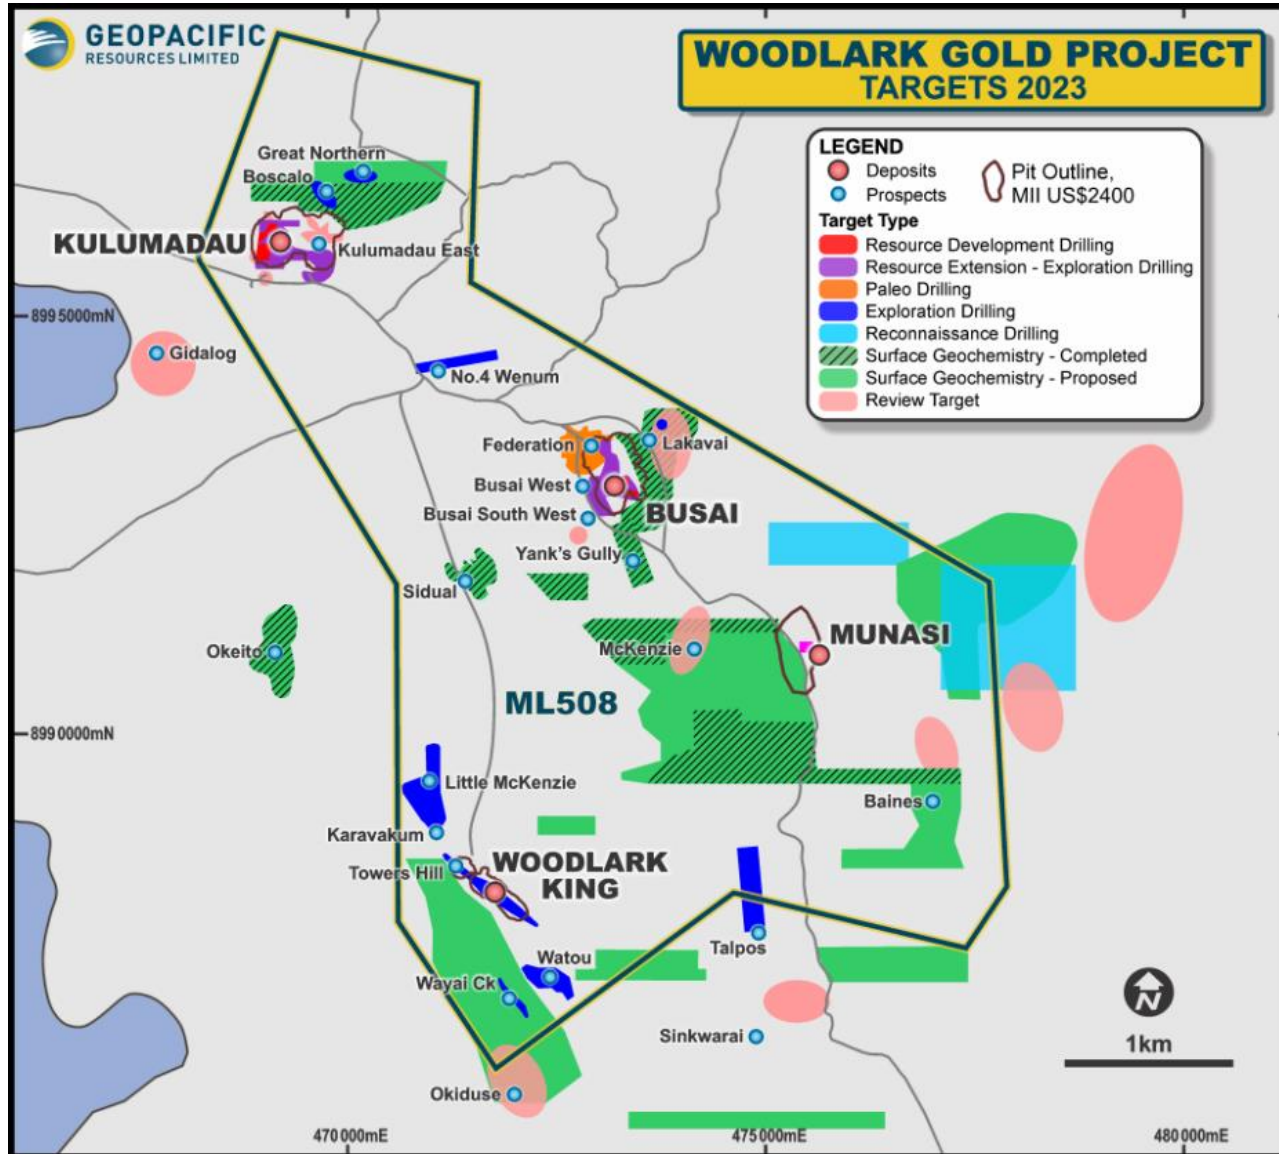 GEOPACIFIC
RESOURCES LIMITED
WOODLARK GOLD PROJECT
TARGETS 2023
LEGEND
Deposits
Prospects
Pit Outline,
MII US$2400
Target Type
Resource Development Drilling
Resource Extension - Exploration Drilling
Paleo Drilling
Exploration Drilling
Reconnaissance Drilling
Surface Geochemistry - Completed
Surface Geochemistry - Proposed
Review Target
Great Northern
Boscalo
KULUMADAU
Kulumadau East
8995000mN
Gidalog
No.4 Wenum
Federation
Lakavai
Busai West
BUSAI
Busai South West
Yank's Gully
Sidual
Okeito
McKenzie
MUNASI
ML508
8990000mN
Little McKenzie
Baines
Karavakum
Towers Hill
WOODLARK
KING
Talpos
Watou
Wayai Ck
Sinkwarai
Okiduse
N
1km
470000mE
475000mE
480000mE